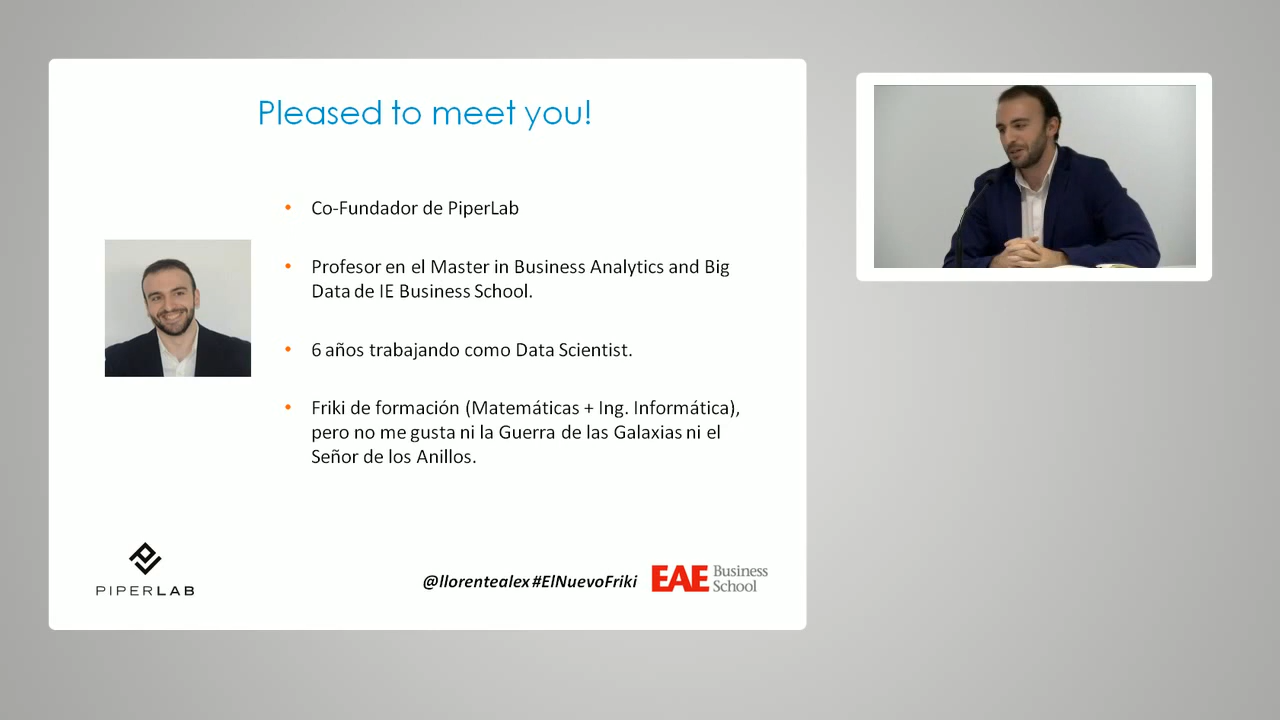 Pleased to meet you!
• Co-Fundador de PiperLab
• Profesor en el Master in Business Analytics and Big
Data de IE Business School.
• 6 años trabajando como Data Scientist.
• Friki de formación (Matemáticas + Ing. Informática),
pero no me gusta ni la Guerra de las Galaxias ni el
Señor de los Anillos.
PIPERLAB
@llorentealex #ElNuevoFriki
EAE Business
School